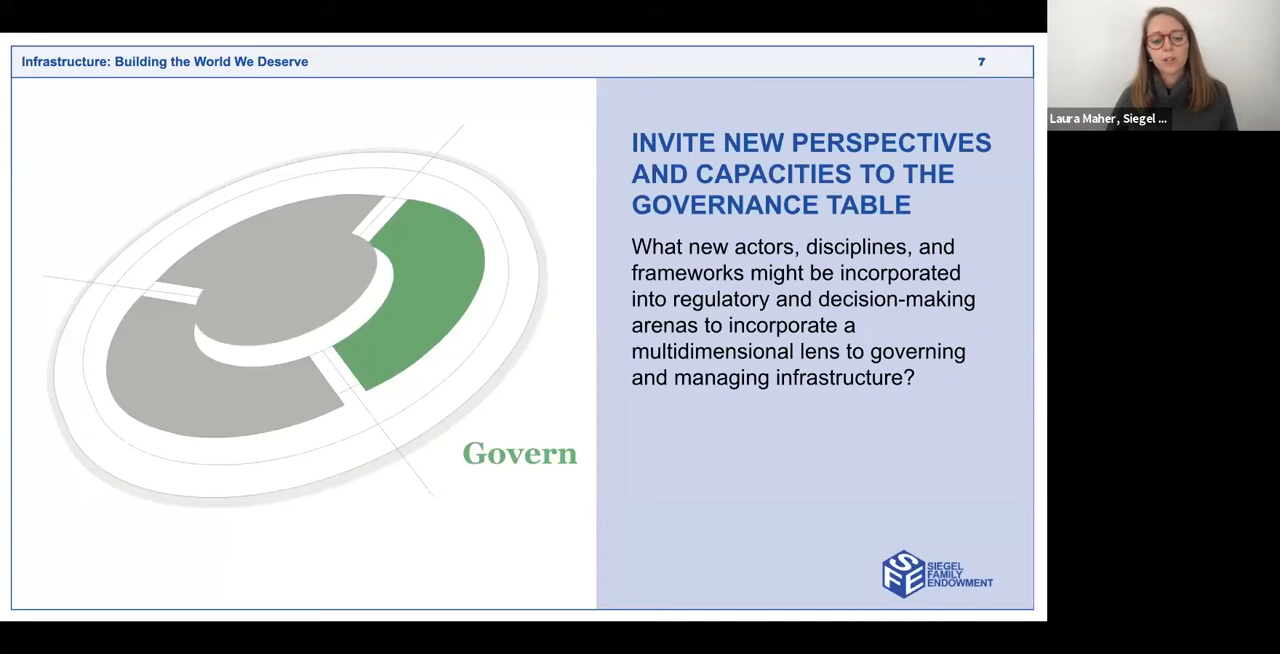 Infrastructure: Building the World We Deserve
7
INVITE NEW PERSPECTIVES
AND CAPACITIES TO THE
GOVERNANCE TABLE
What new actors, disciplines, and
frameworks might be incorporated
into regulatory and decision-making
arenas to incorporate a
multidimensional lens to governing
and managing infrastructure?
Govern
SFE
SIEGEL
FAMILY
ENDOWMENT
Laura Maher, Siegel ...